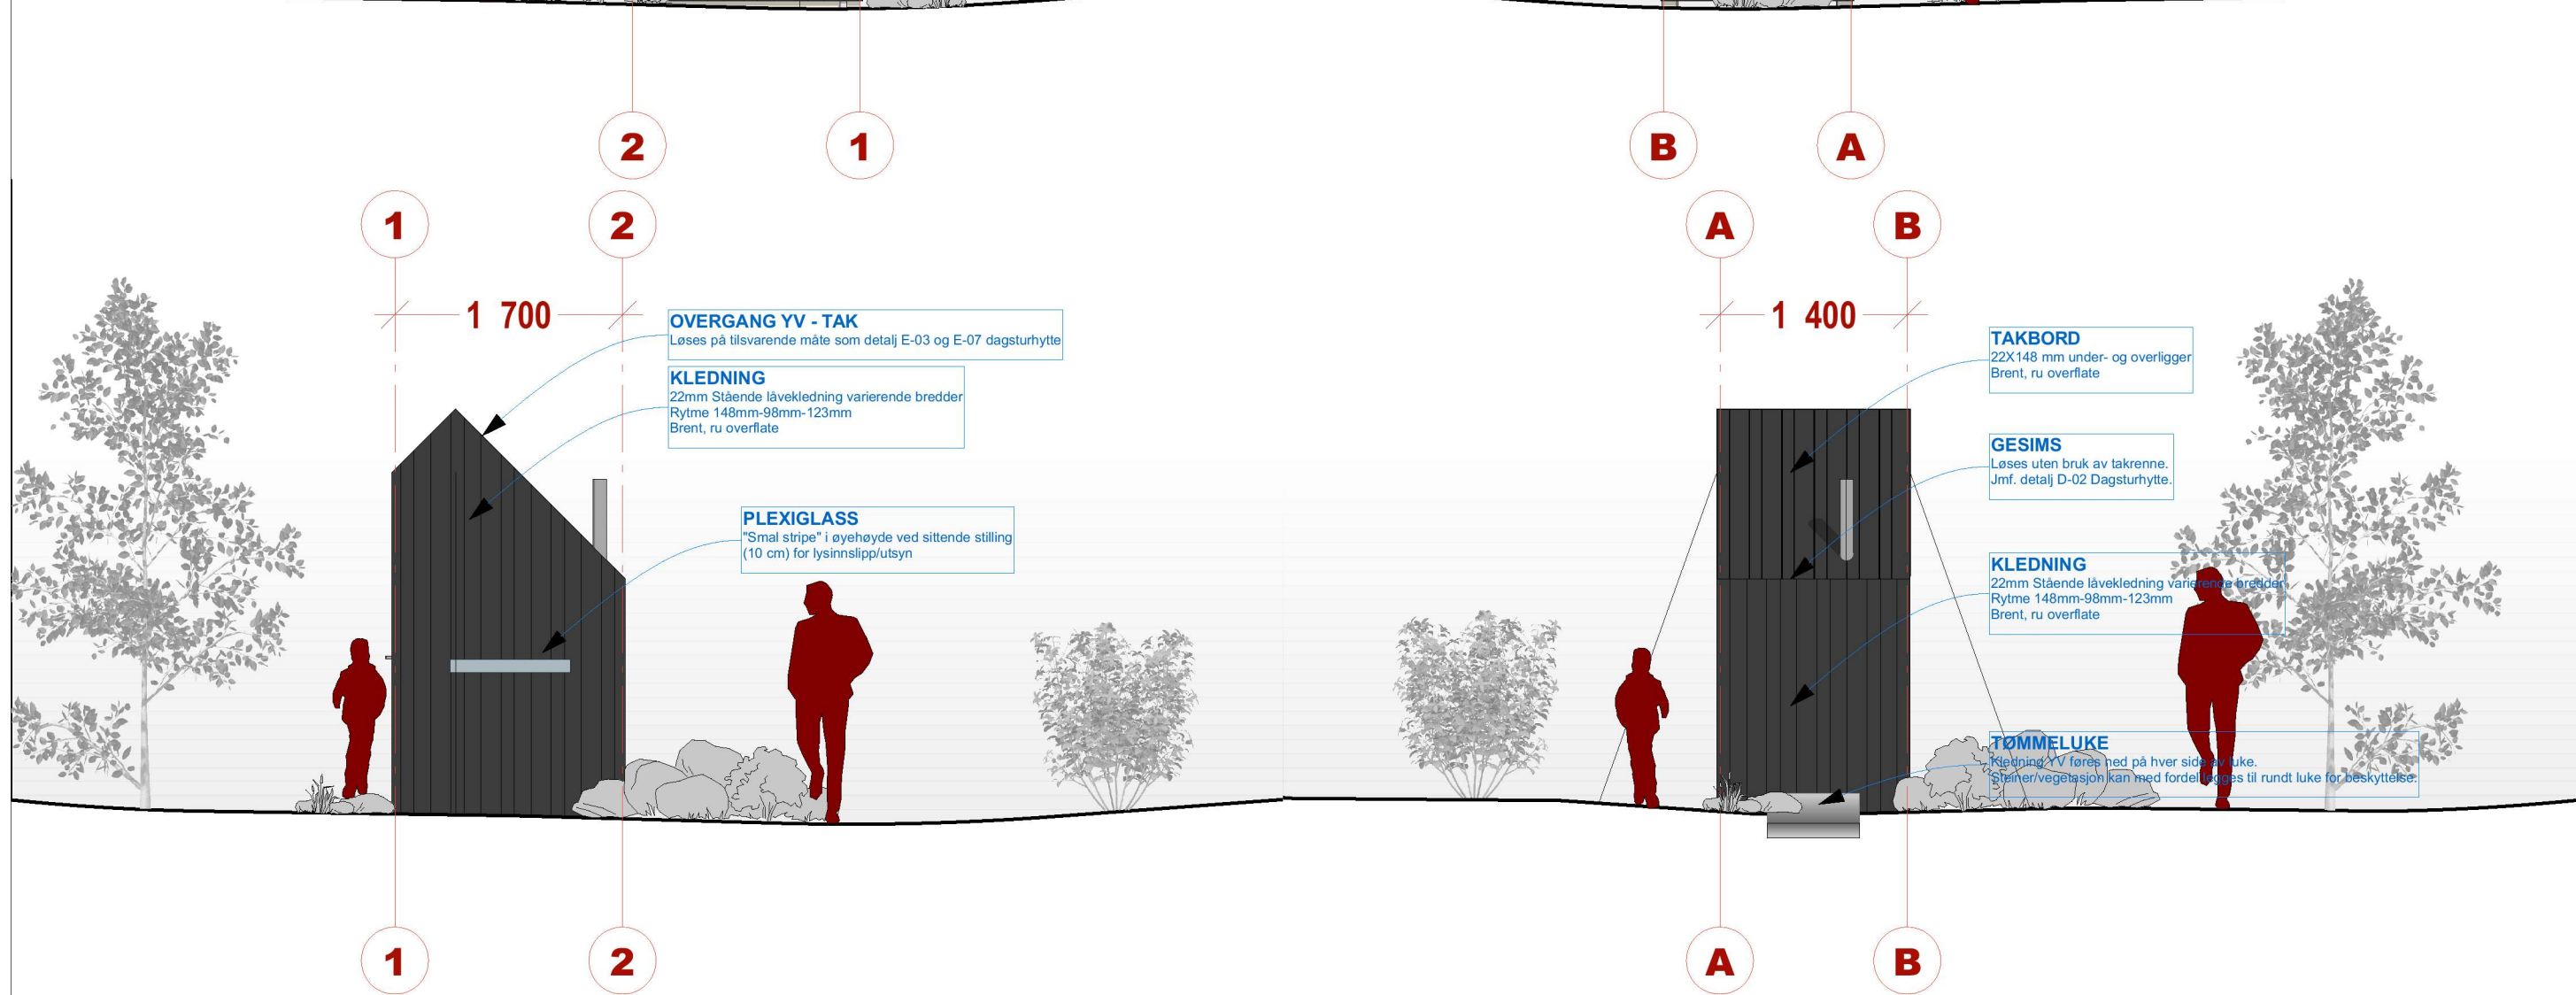 2
1
B
A
1
2
1 700
OVERGANG YV - TAK
Løses på tilsvarende måte som detalj E-03 og E-07 dagsturhytte
KLEDNING
22mm Stående låvekledning varierende bredder
Rytme 148mm-98mm-123mm
Brent, ru overflate
PLEXIGLASS
"Smal stripe" i øyehøyde ved sittende stilling
(10 cm) for lysinnslipp/utsyn
1
2
A
B
1 400
TAKBORD
22X148 mm under- og overligger
Brent, ru overflate
GESIMS
Løses uten bruk av takrenne.
Jmf. detalj D-02 Dagsturhytte.
KLEDNING
22mm Stående låvekledning varierende bredder
Rytme 148mm-98mm-123mm
Brent, ru overflate
TØMMELUKE
Kledning YV føres ned på hver side av luke.
Steiner/vegetasjon kan med fordel legges til rundt luke for beskyttelse.
A
B